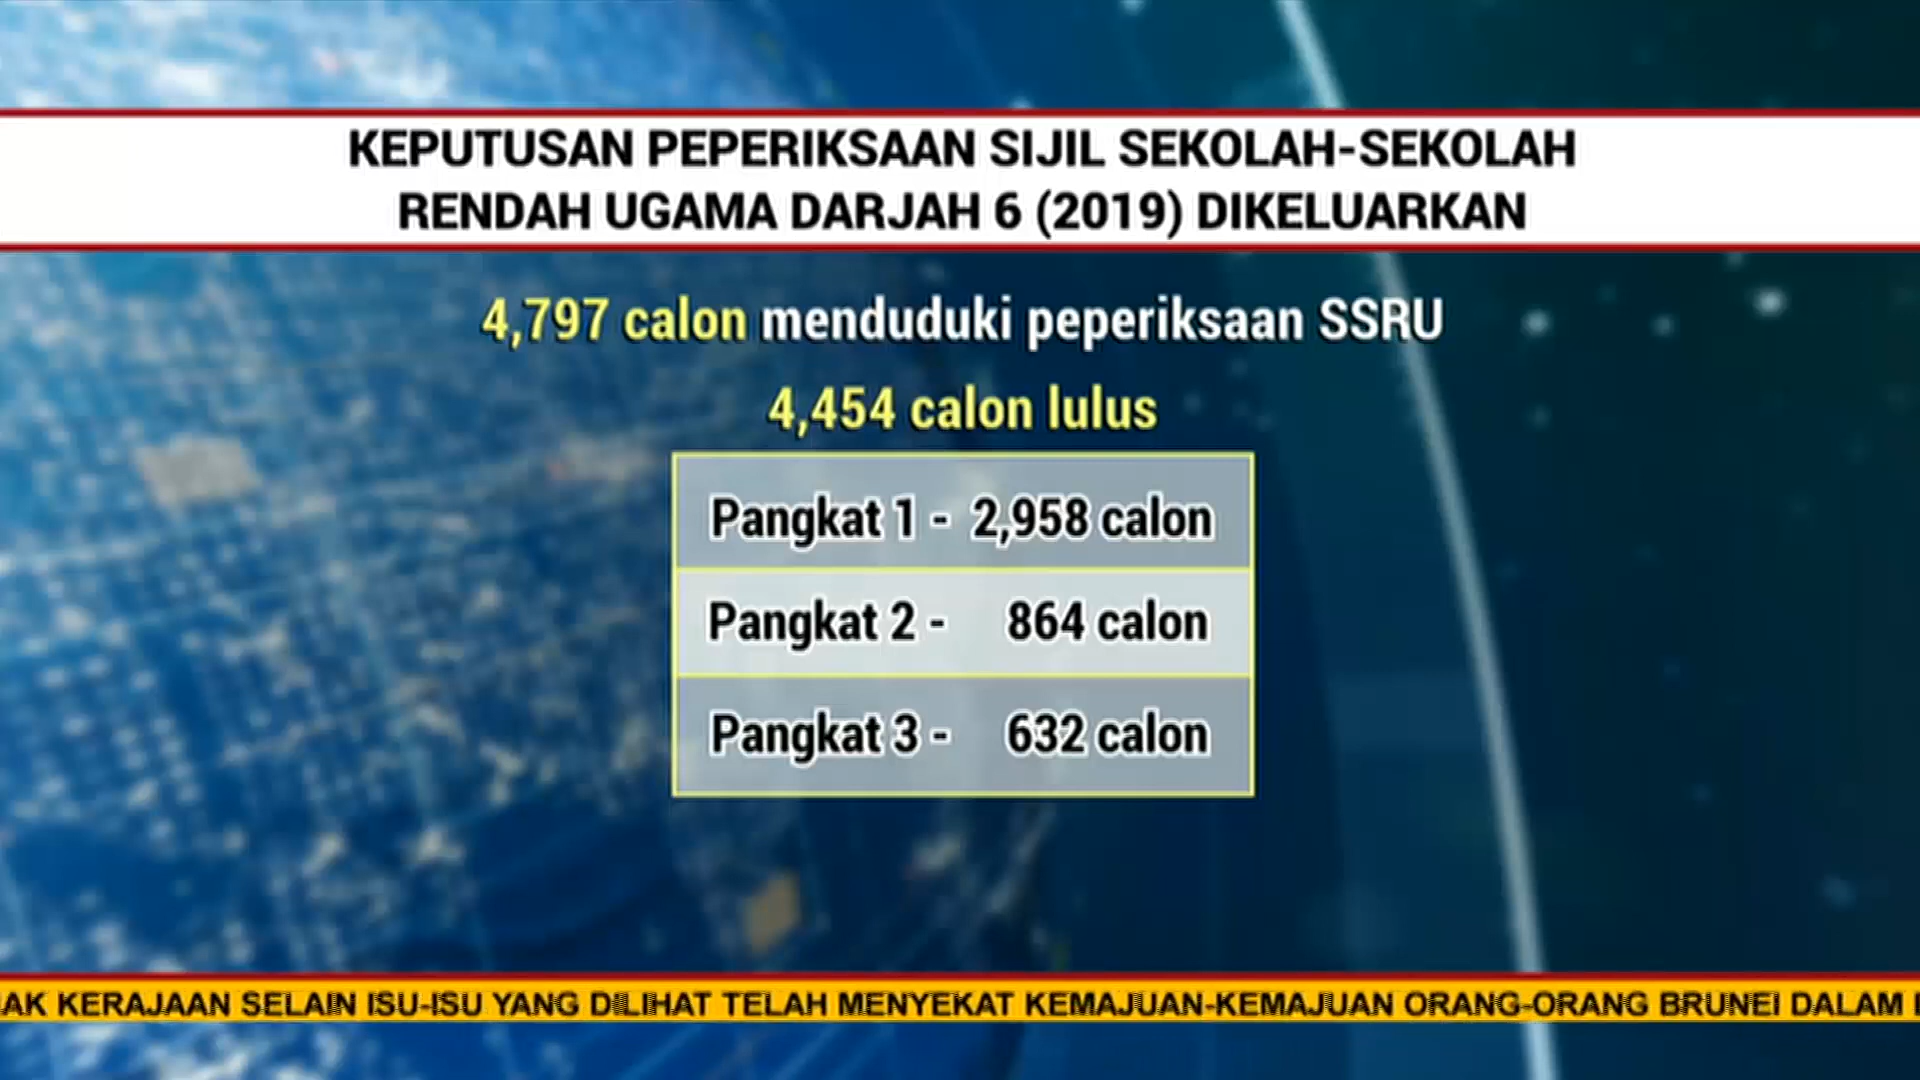 KEPUTUSAN PEPERIKSAAN SIJIL SEKOLAH-SEKOLAH
RENDAH UGAMA DARJAH 6 (2019) DIKELUARKAN
4,797 calon menduduki peperiksaan SSRU
4,454 calon lulus
Pangkat 1 - 2,958 calon
Pangkat 2 - 864 calon
Pangkat 3 - 632 calon
KERAJAAN SELAIN ISU-ISU YANG DILIHAT TELAH MENYEKAT KEMAJUAN-KEMAJUAN ORANG-ORANG BRUNEI DALAM